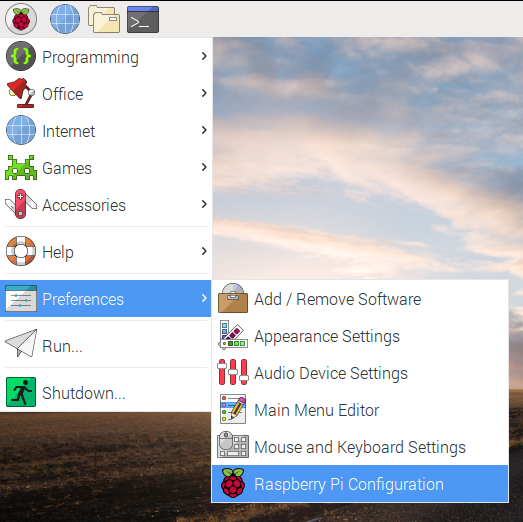 Programming
Office
Internet
Games
Accessories
Help
Preferences
Run...
Shutdown...
Add / Remove Software
Appearance Settings
Audio Device Settings
Main Menu Editor
Mouse and Keyboard Settings
Raspberry Pi Configuration